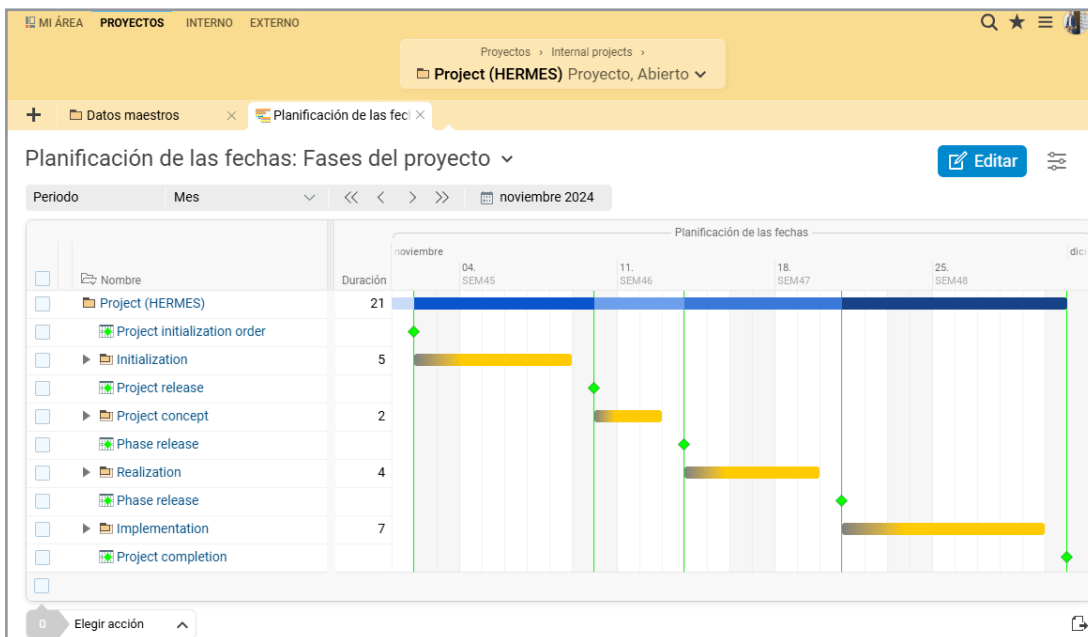 MI ÁREA PROYECTOS INTERNO EXTERNO
Proyectos › Internal projects ›
Project (HERMES) Proyecto, Abierto
+ Datos maestros × Planificación de las fec ×
Planificación de las fechas: Fases del proyecto
Editar
Periodo Mes noviembre 2024
Planificación de las fechas
noviembre dici
04. 11. 18. 25.
Nombre Duración SEM45 SEM46 SEM47 SEM48
Project (HERMES) 21
Project initialization order
Initialization 5
Project release
Project concept 2
Phase release
Realization 4
Phase release
Implementation 7
Project completion
0 Elegir acción